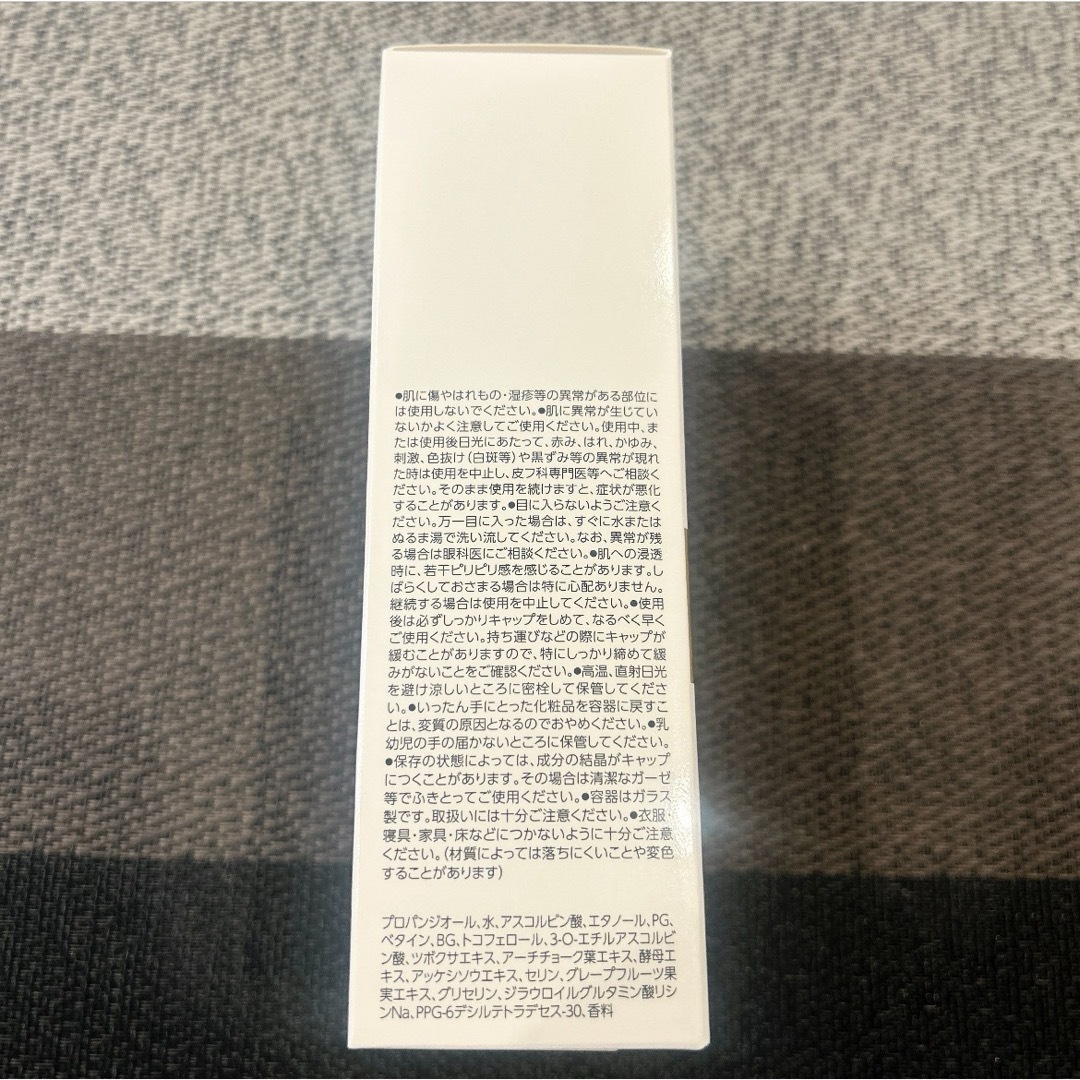 ●肌に傷やはれもの・湿疹等の異常がある部位に
は使用しないでください。●肌に異常が生じてい
ないかよく注意してご使用ください。使用中、ま
たは使用後日光にあたって、赤み、はれ、かゆみ、
刺激、色抜け(白斑等)や黒ずみ等の異常が現れ
た時は使用を中止し、皮フ科専門医等へご相談く
ださい。そのまま使用を続けますと、症状が悪化
することがあります。●目に入らないようご注意く
ださい。万一目に入った場合は、すぐに水または
ぬるま湯で洗い流してください。なお、異常が残
る場合は眼科医にご相談ください。●肌への浸透
時に、若干ピリピリ感を感じることがあります。し
ばらくしておさまる場合は特に心配ありません。
継続する場合は使用を中止してください。●使用
後は必ずしっかりキャップをしめて、なるべく早く
ご使用ください。持ち運びなどの際にキャップが
緩むことがありますので、特にしっかり締めて緩
みがないことをご確認ください。●高温、直射日光
を避け涼しいところに密栓して保管してくださ
い。●いったん手にとった化粧品を容器に戻すこ
とは、変質の原因となるのでおやめください。●乳
幼児の手の届かないところに保管してください。
●保存の状態によっては、成分の結晶がキャップ
につくことがあります。その場合は清潔なガーゼ
等でふきとってご使用ください。●容器はガラス
製です。取扱いには十分ご注意ください。●衣服・
寝具・家具・床などにつかないように十分ご注意
ください。(材質によっては落ちにくいことや変色
することがあります)
プロパンジオール、水、アスコルビン酸、エタノール、PG、
ベタイン、BG、トコフェロール、3-O-エチルアスコルビ
ン酸、ツボクサエキス、アーチチョーク葉エキス、酵母エ
キス、アッケシソウエキス、セリン、グレープフルーツ果
実エキス、グリセリン、ジラウロイルグルタミン酸リシ
ンNa、PPG-6デシルテトラデセス-30、香料